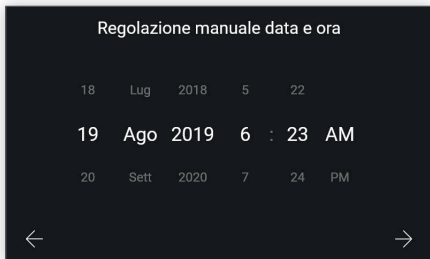 Regolazione manuale data e ora
18 Lug 2018 5 22
19 Ago 2019 6 : 23 AM
20 Sett 2020 7 24 PM